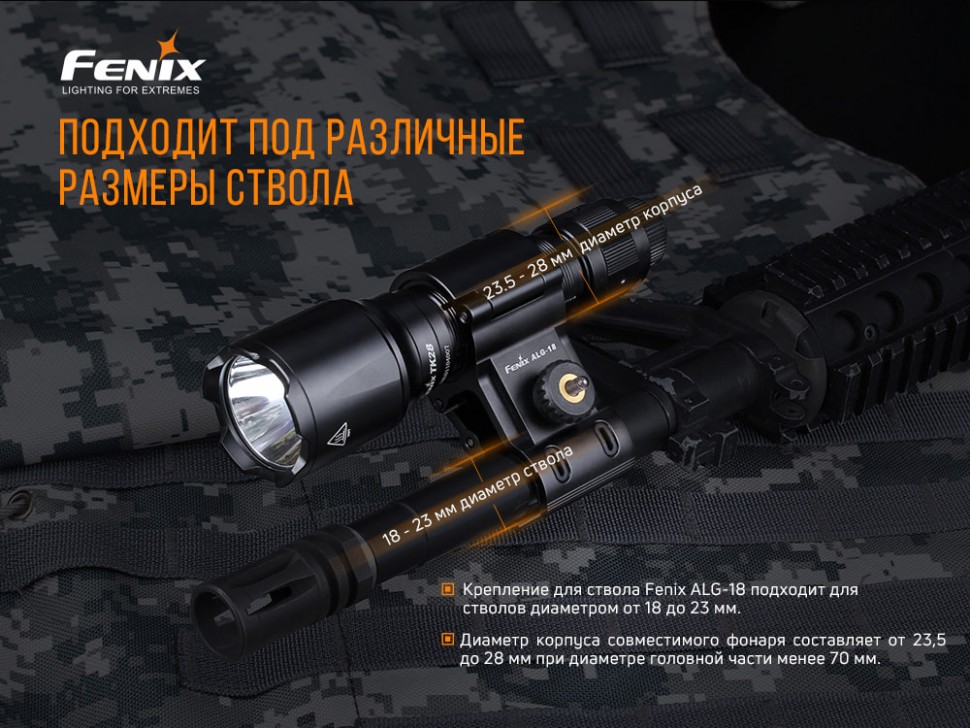 FENIX
LIGHTING FOR EXTREMES
ПОДХОДИТ ПОД РАЗЛИЧНЫЕ
РАЗМЕРЫ СТВОЛА
23.5 - 28 мм диаметр корпуса
TK28
FENIX ALG-18
18 - 23 мм диаметр ствола
Крепление для ствола Fenix ALG-18 подходит для
стволов диаметром от 18 до 23 мм.
Диаметр корпуса совместимого фонаря составляет от 23,5
до 28 мм при диаметре головной части менее 70 мм.